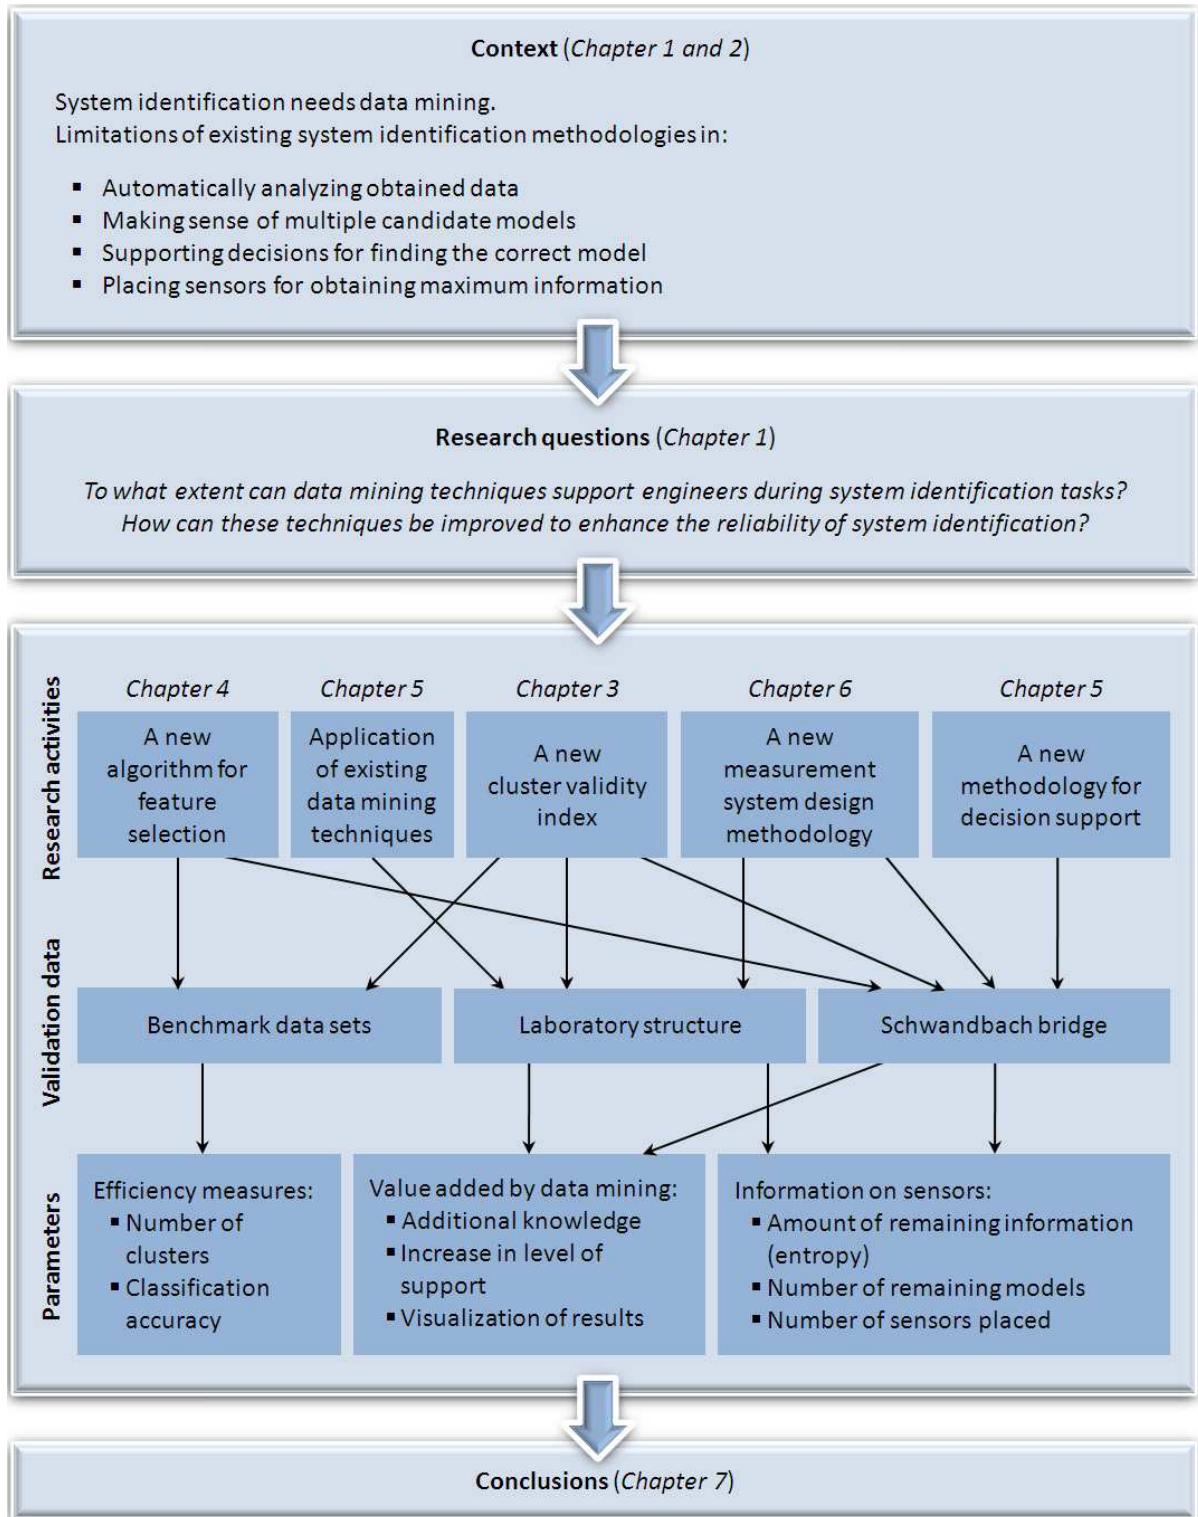 Context (Chapter 1 and 2)
System identification needs data mining.
Limitations of existing system identification methodologies in:
▪ Automatically analyzing obtained data
▪ Making sense of multiple candidate models
▪ Supporting decisions for finding the correct model
▪ Placing sensors for obtaining maximum information
Research questions (Chapter 1)
To what extent can data mining techniques support engineers during system identification tasks?
How can these techniques be improved to enhance the reliability of system identification?
Research activities
Chapter 4
A new
algorithm for
feature
selection
Chapter 5
Application
of existing
data mining
techniques
Chapter 3
A new
cluster validity
index
Chapter 6
A new
measurement
system design
methodology
Chapter 5
A new
methodology for
decision support
Validation data
Benchmark data sets
Laboratory structure
Schwandbach bridge
Parameters
Efficiency measures:
▪ Number of
clusters
▪ Classification
accuracy
Value added by data mining:
▪ Additional knowledge
▪ Increase in level of
support
▪ Visualization of results
Information on sensors:
▪ Amount of remaining information
(entropy)
▪ Number of remaining models
▪ Number of sensors placed
Conclusions (Chapter 7)